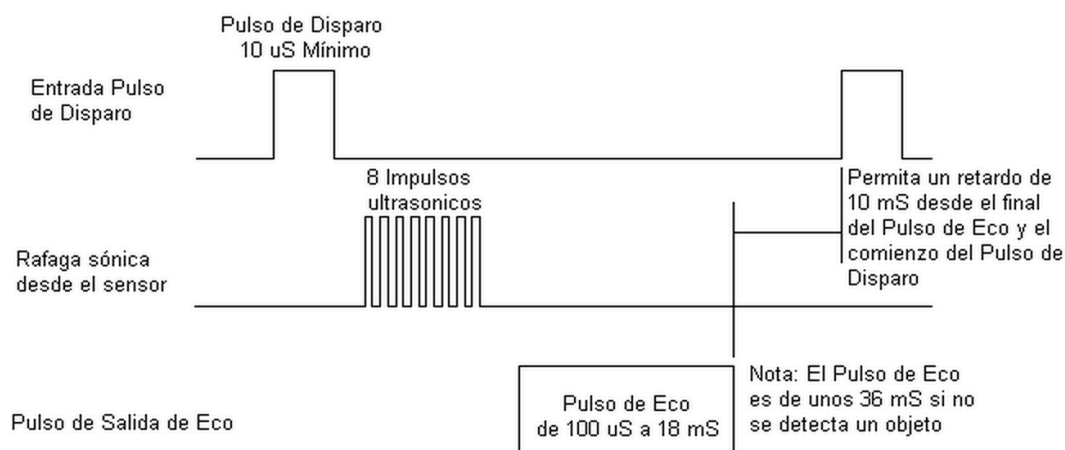 Pulso de Disparo
10 uS Mínimo
Entrada Pulso
de Disparo
8 Impulsos
ultrasonicos
Permita un retardo de
10 mS desde el final
del Pulso de Eco y el
comienzo del Pulso de
Disparo
Rafaga sónica
desde el sensor
Pulso de Salida de Eco
Pulso de Eco
de 100 uS a 18 mS
Nota: El Pulso de Eco
es de unos 36 mS si no
se detecta un objeto